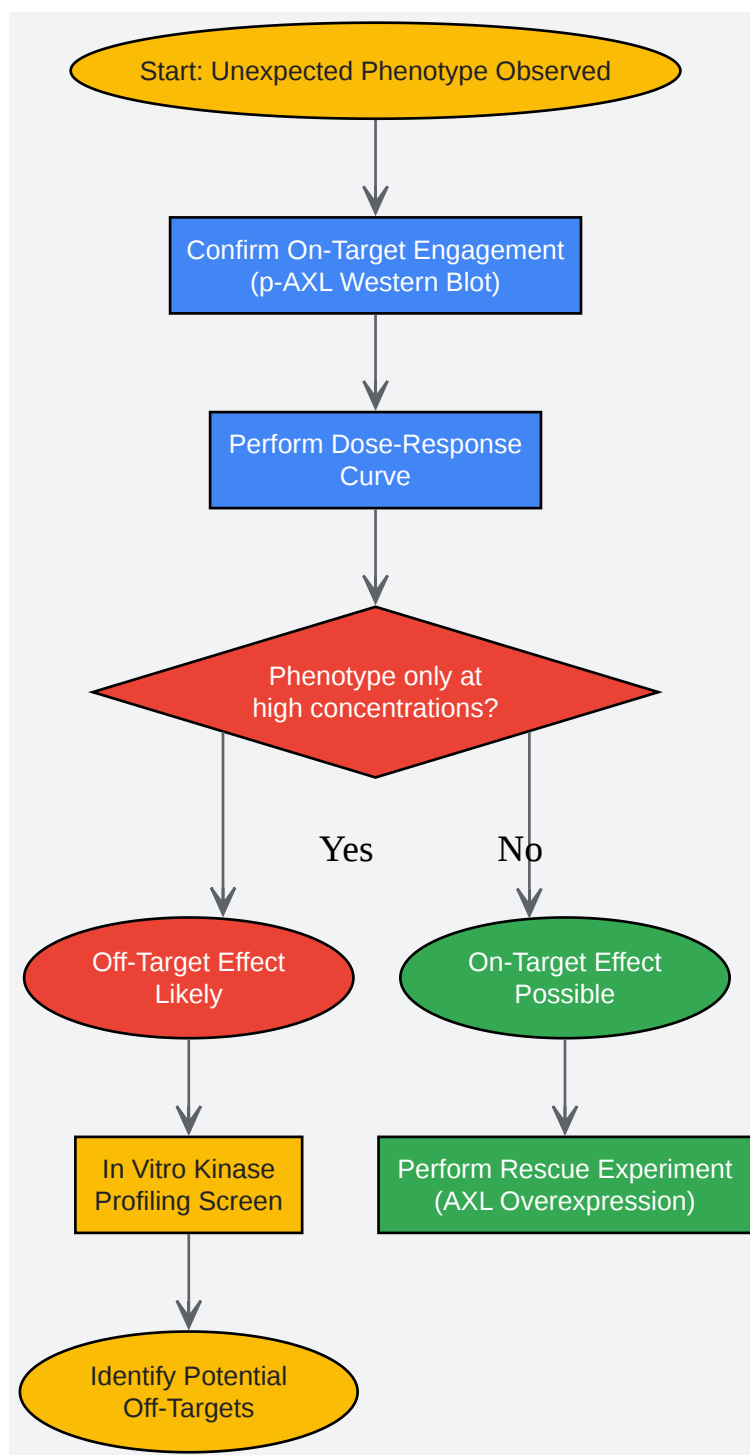 Start: Unexpected Phenotype Observed
Confirm On-Target Engagement
(p-AXL Western Blot)
Perform Dose-Response
Curve
Phenotype only at
high concentrations?
Yes
No
Off-Target Effect
Likely
On-Target Effect
Possible
In Vitro Kinase
Profiling Screen
Perform Rescue Experiment
(AXL Overexpression)
Identify Potential
Off-Targets